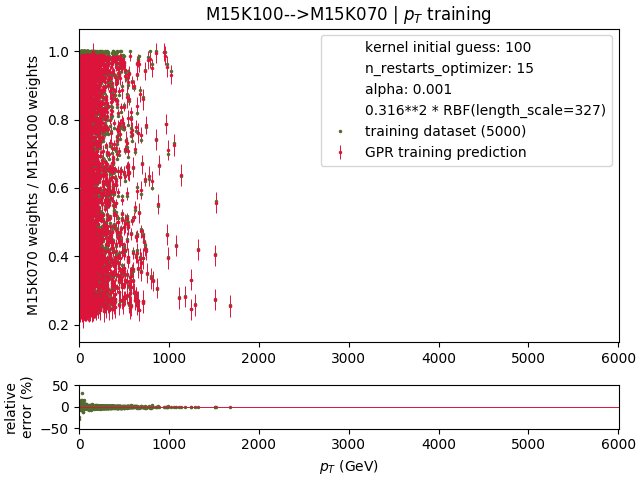 M15K100-->M15K070 | pT training
M15K070 weights / M15K100 weights
1.0
0.8
0.6
0.4
0.2
kernel initial guess: 100
n_restarts_optimizer: 15
alpha: 0.001
0.316**2 * RBF(length_scale=327)
training dataset (5000)
GPR training prediction
0 1000 2000 3000 4000 5000 6000
relative
error (%)
50
0
−50
0 1000 2000 3000 4000 5000 6000
pT (GeV)